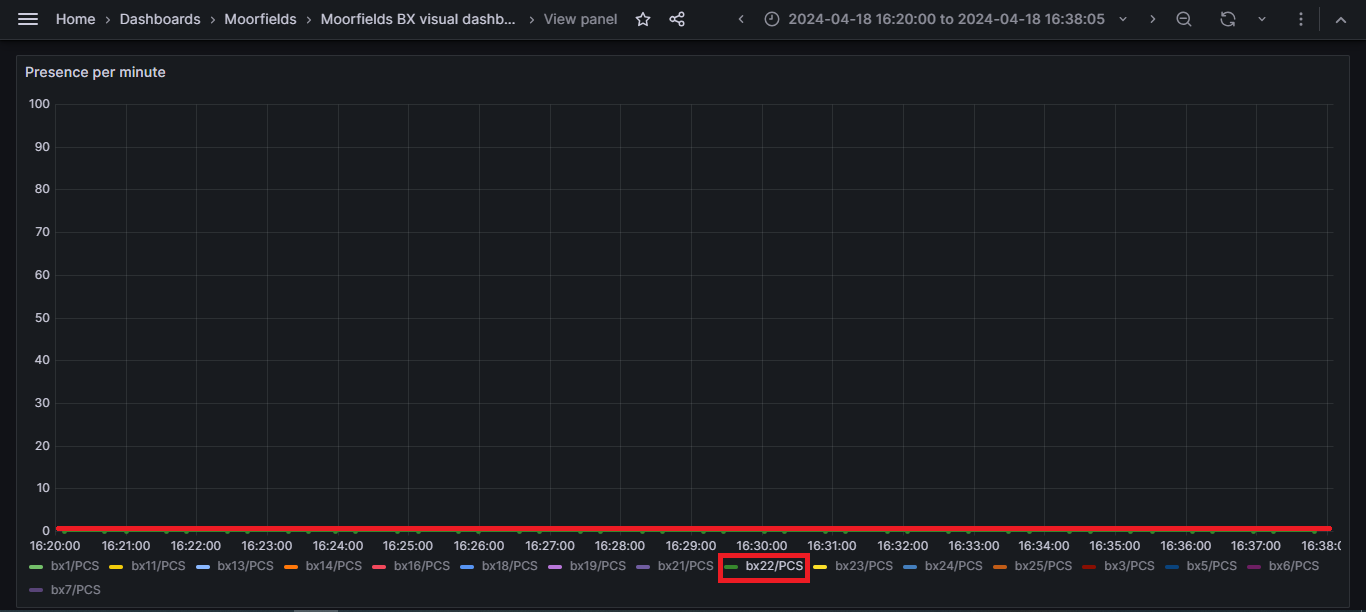 Home › Dashboards › Moorfields › Moorfields BX visual dashb... › View panel 2024-04-18 16:20:00 to 2024-04-18 16:38:05
Presence per minute
100
90
80
70
60
50
40
30
20
10
0
16:20:00 16:21:00 16:22:00 16:23:00 16:24:00 16:25:00 16:26:00 16:27:00 16:28:00 16:29:00 16:30:00 16:31:00 16:32:00 16:33:00 16:34:00 16:35:00 16:36:00 16:37:00 16:38:0
bx1/PCS bx11/PCS bx13/PCS bx14/PCS bx16/PCS bx18/PCS bx19/PCS bx21/PCS bx22/PCS bx23/PCS bx24/PCS bx25/PCS bx3/PCS bx5/PCS bx6/PCS
bx7/PCS